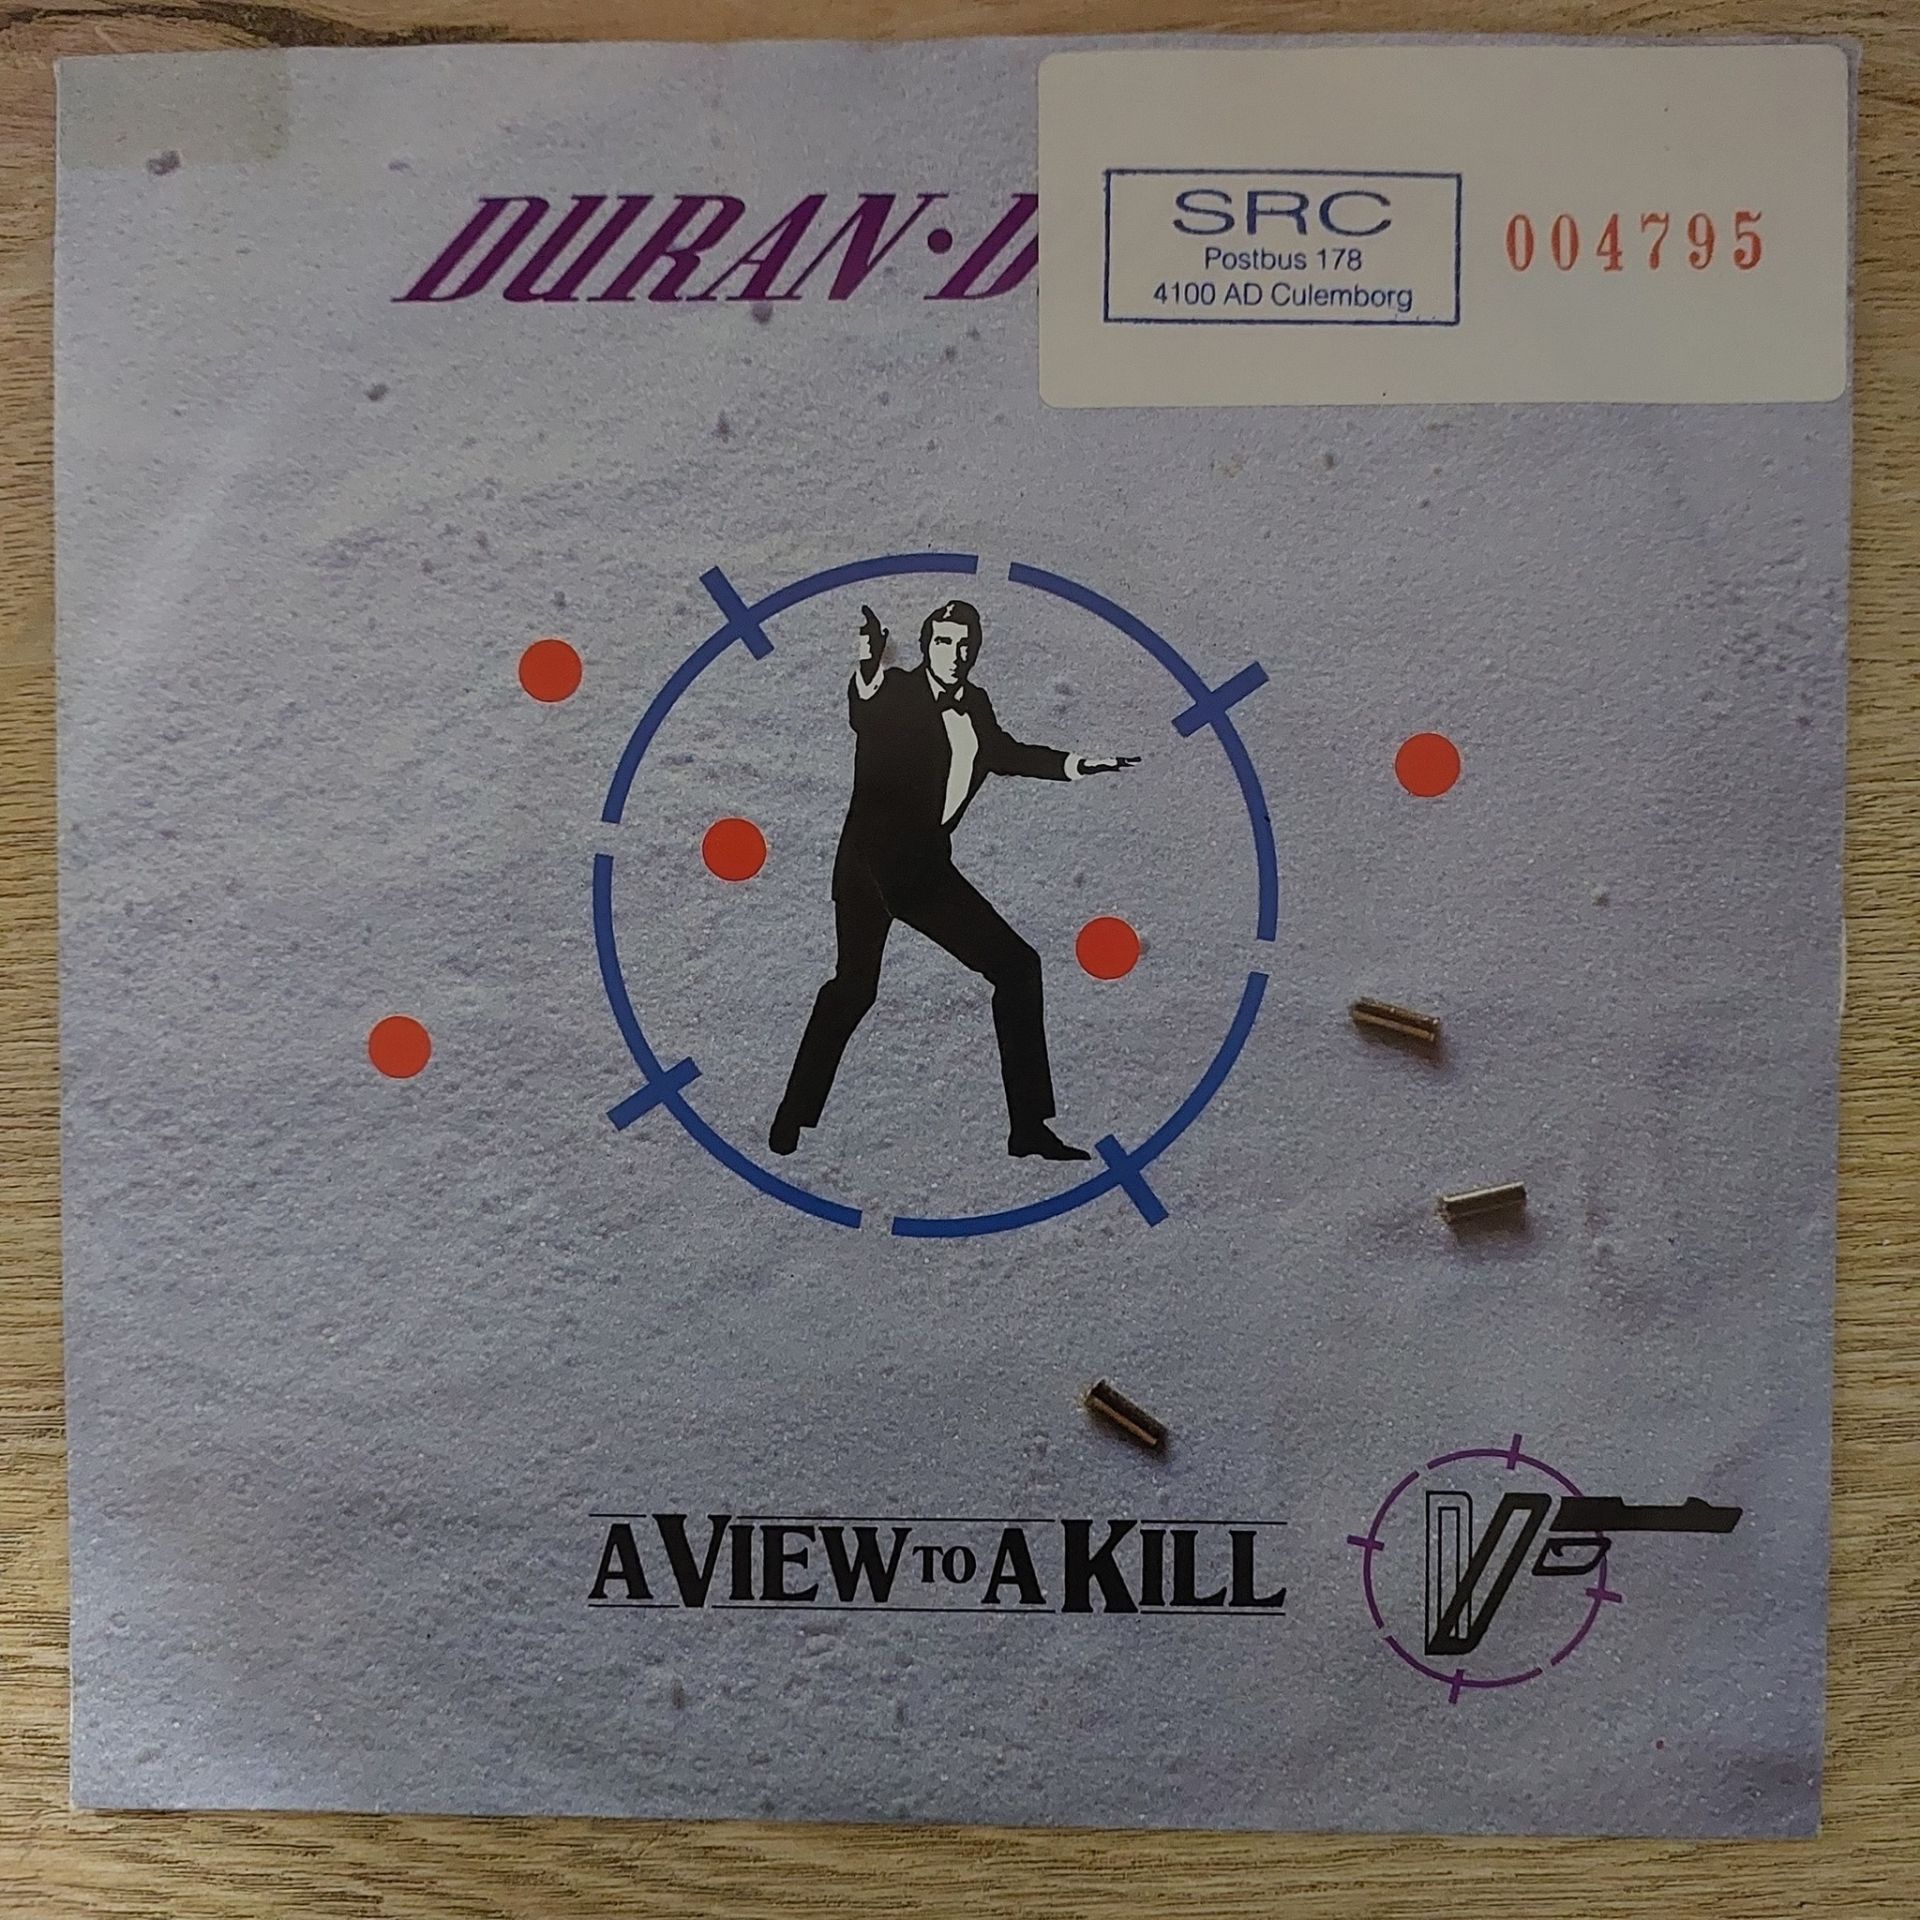 DURAN·D
SRC
Postbus 178
4100 AD Culemborg
004795
A VIEW TO A KILL